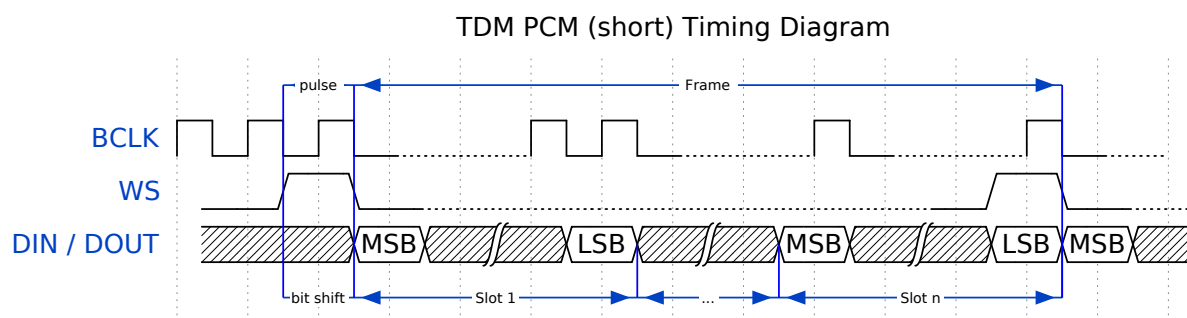 TDM PCM (short) Timing Diagram
pulse Frame
BCLK
WS
DIN / DOUT MSB LSB MSB LSB MSB
bit shift Slot 1 ... Slot n